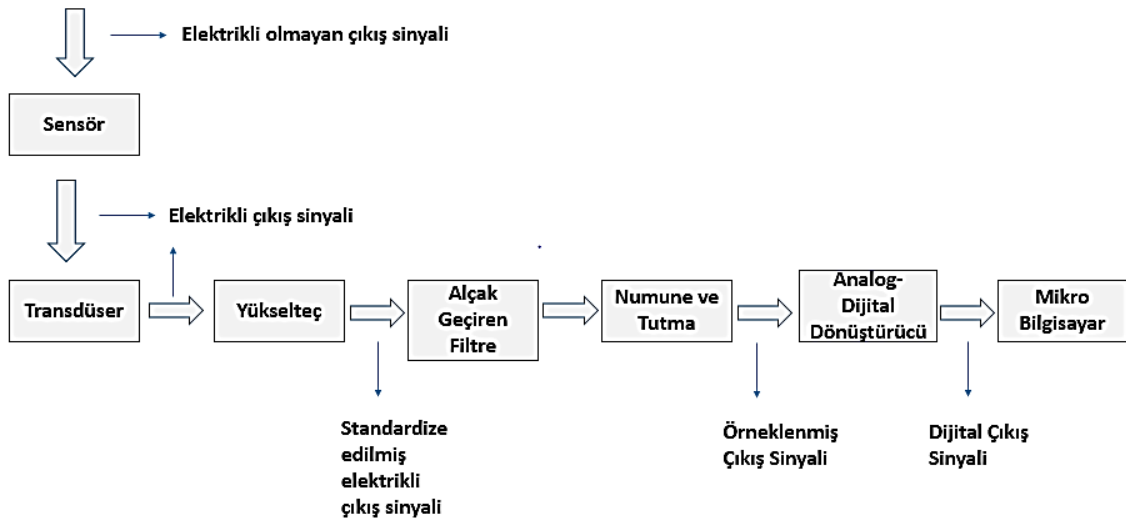 Elektrikli olmayan çıkış sinyali
Sensör
Elektrikli çıkış sinyali
Transdüser
Yükselteç
Alçak
Geçiren
Filtre
Numune ve
Tutma
Analog-
Dijital
Dönüştürücü
Mikro
Bilgisayar
Standardize
edilmiş
elektrikli
çıkış sinyali
Örneklenmiş
Çıkış Sinyali
Dijital Çıkış
Sinyali